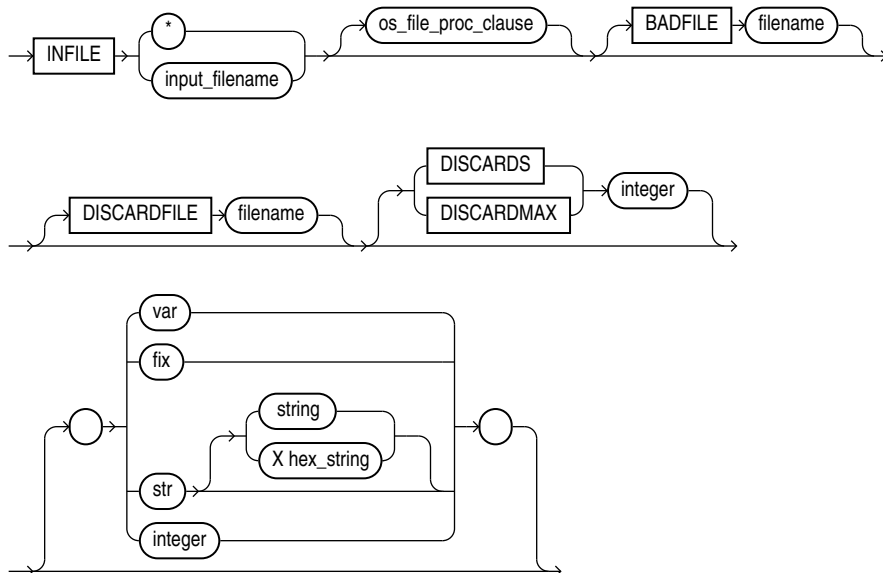 *
os_file_proc_clause
BADFILE filename
INFILE
input_filename
DISCARDS
DISCARDFILE filename
integer
DISCARDMAX
var
fix
string
X hex_string
str
integer